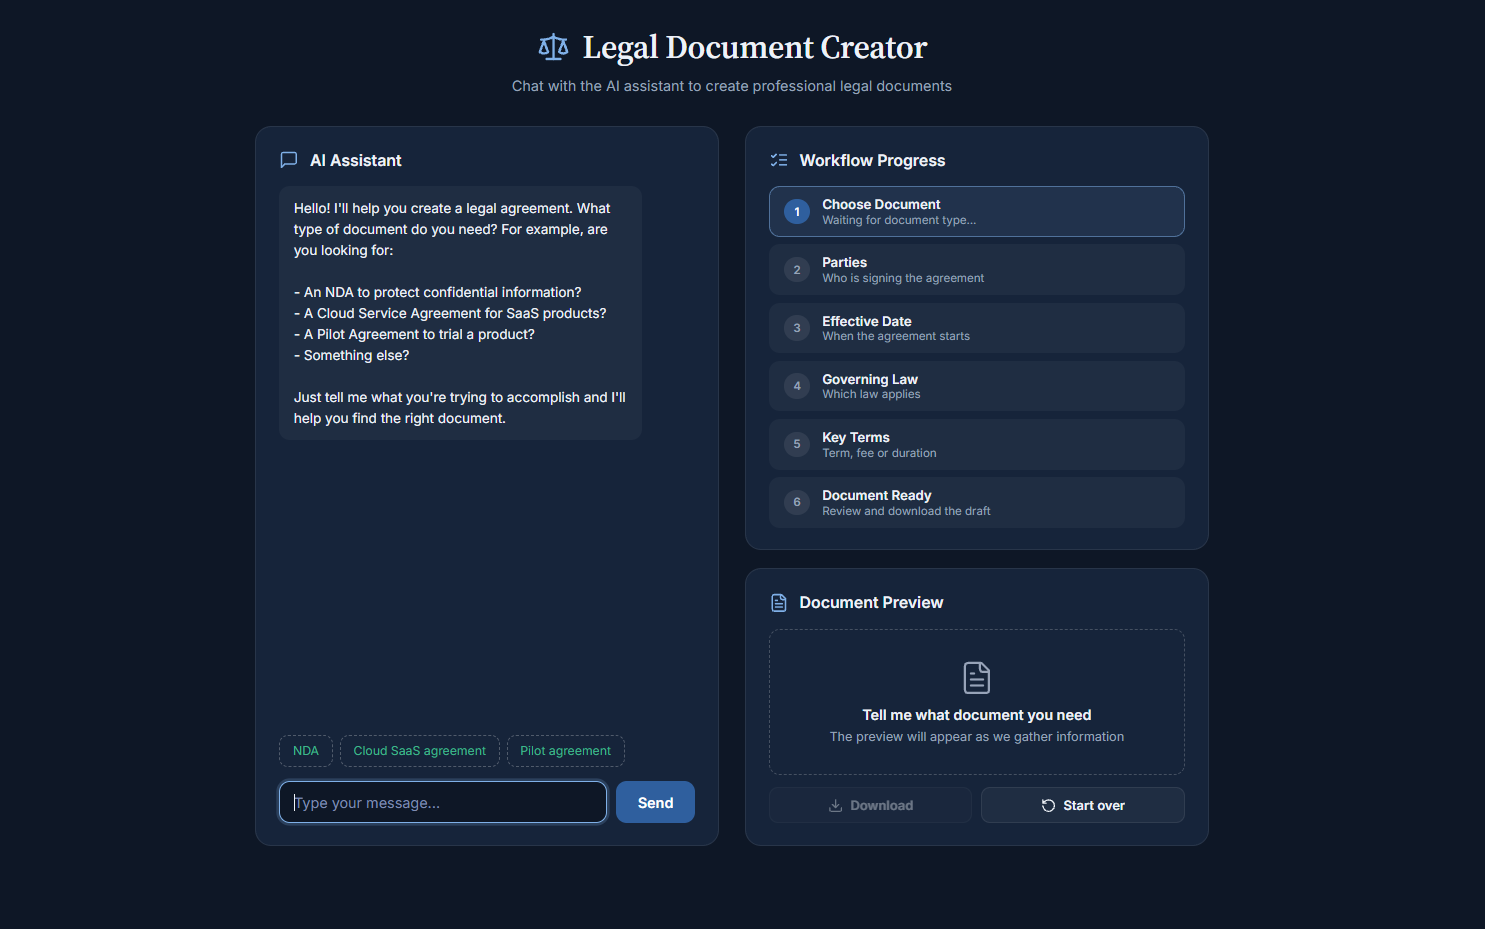 Legal Document Creator
Chat with the AI assistant to create professional legal documents
AI Assistant
Hello! I'll help you create a legal agreement. What
type of document do you need? For example, are
you looking for:
- An NDA to protect confidential information?
- A Cloud Service Agreement for SaaS products?
- A Pilot Agreement to trial a product?
- Something else?
Just tell me what you're trying to accomplish and I'll
help you find the right document.
NDA
Cloud SaaS agreement
Pilot agreement
Type your message...
Send
Workflow Progress
1
Choose Document
Waiting for document type...
2
Parties
Who is signing the agreement
3
Effective Date
When the agreement starts
4
Governing Law
Which law applies
5
Key Terms
Term, fee or duration
6
Document Ready
Review and download the draft
Document Preview
Tell me what document you need
The preview will appear as we gather information
Download
Start over